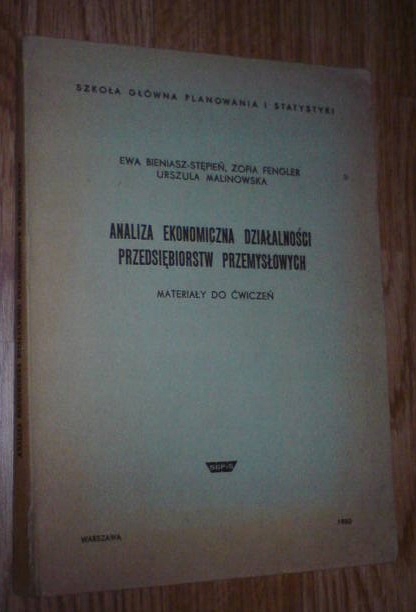 SZKOŁA GŁÓWNA PLANOWANIA I STATYSTYKI
EWA BIENIASZ-STĘPIEŃ, ZOFIA FENGLER
URSZULA MALINOWSKA
ANALIZA EKONOMICZNA DZIAŁALNOŚCI
PRZEDSIĘBIORSTW PRZEMYSŁOWYCH
MATERIAŁY DO ĆWICZEŃ
SGPiS
WARSZAWA